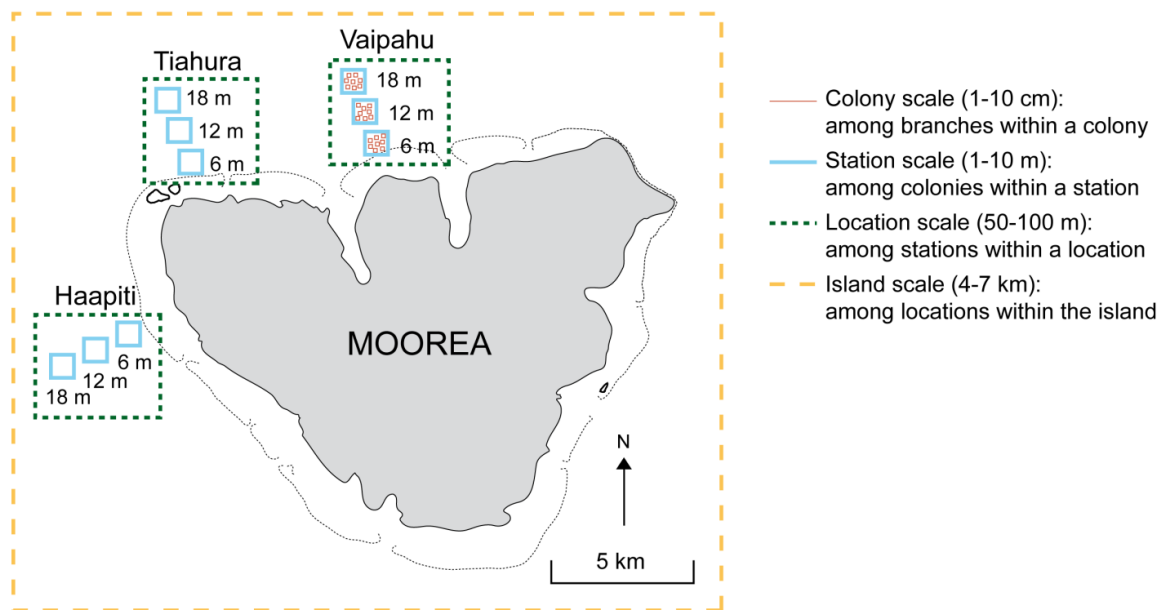 Tiahura
18 m
12 m
6 m
Vaipahu
18 m
12 m
6 m
Haapiti
6 m
12 m
18 m
MOOREA
N
5 km
Colony scale (1-10 cm):
among branches within a colony
Station scale (1-10 m):
among colonies within a station
Location scale (50-100 m):
among stations within a location
Island scale (4-7 km):
among locations within the island